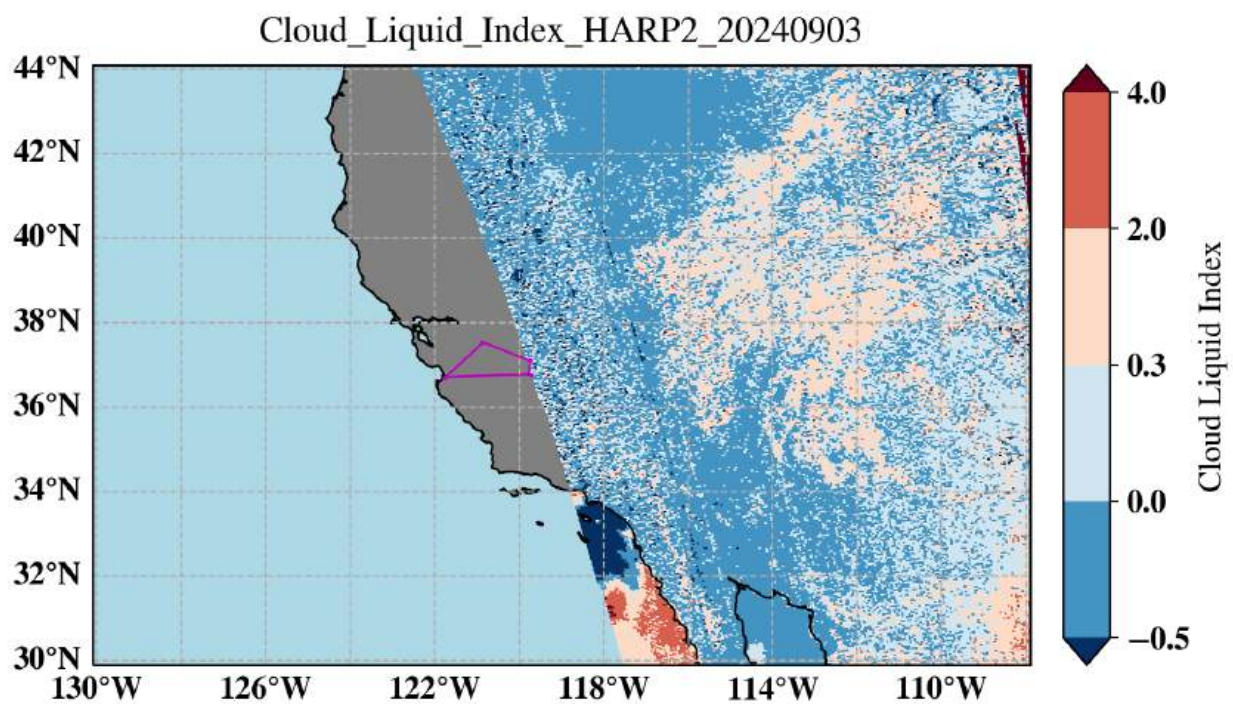 Cloud_Liquid_Index_HARP2_20240903
44°N
42°N
40°N
38°N
36°N
34°N
32°N
30°N
130°W 126°W 122°W 118°W 114°W 110°W
4.0
2.0
0.3
0.0
−0.5
Cloud Liquid Index